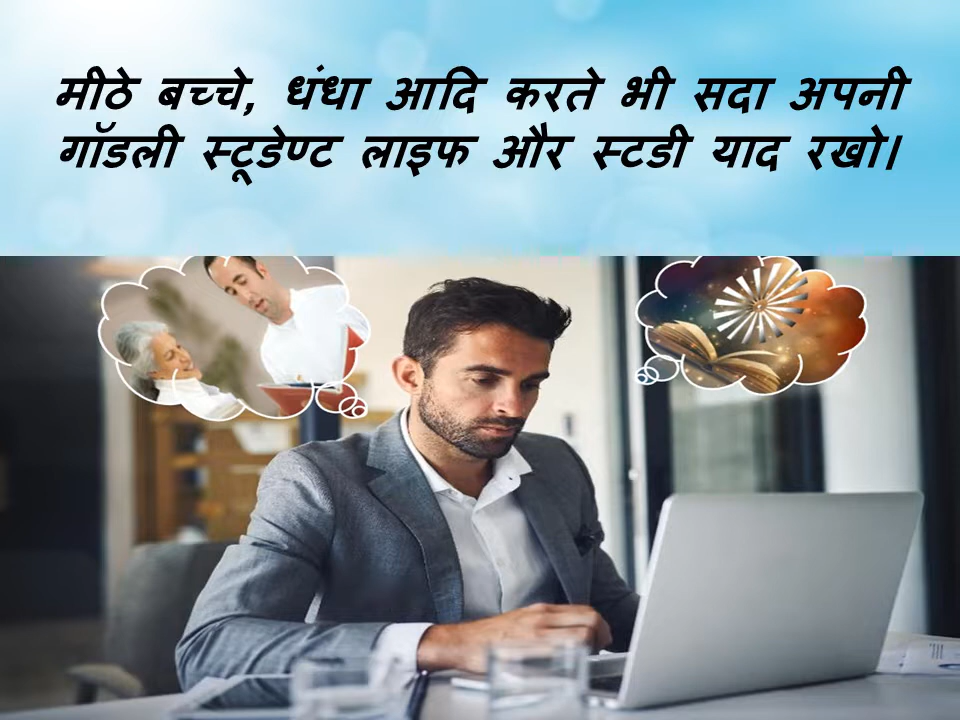 मीठे बच्चे, धंधा आदि करते भी सदा अपनी
गॉडली स्टूडेण्ट लाइफ और स्टडी याद रखो।